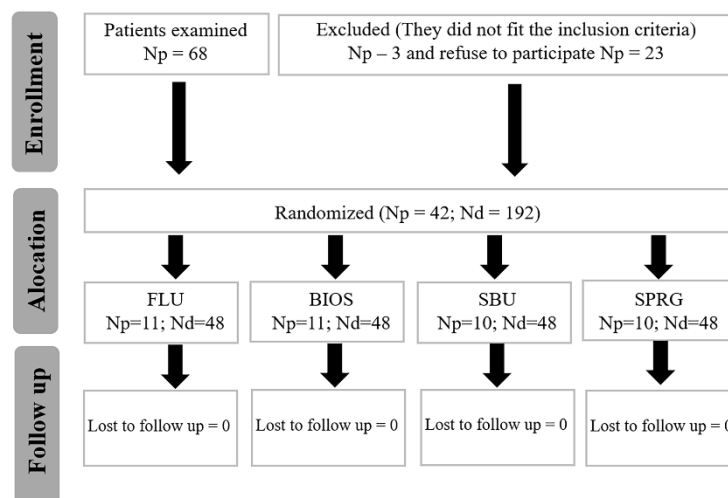 Enrollment
Patients examined
Np = 68
Excluded (They did not fit the inclusion criteria)
Np – 3 and refuse to participate Np = 23
Alocation
Randomized (Np = 42; Nd = 192)
FLU
Np=11; Nd=48
BIOS
Np=11; Nd=48
SBU
Np=10; Nd=48
SPRG
Np=10; Nd=48
Follow up
Lost to follow up = 0
Lost to follow up = 0
Lost to follow up = 0
Lost to follow up = 0